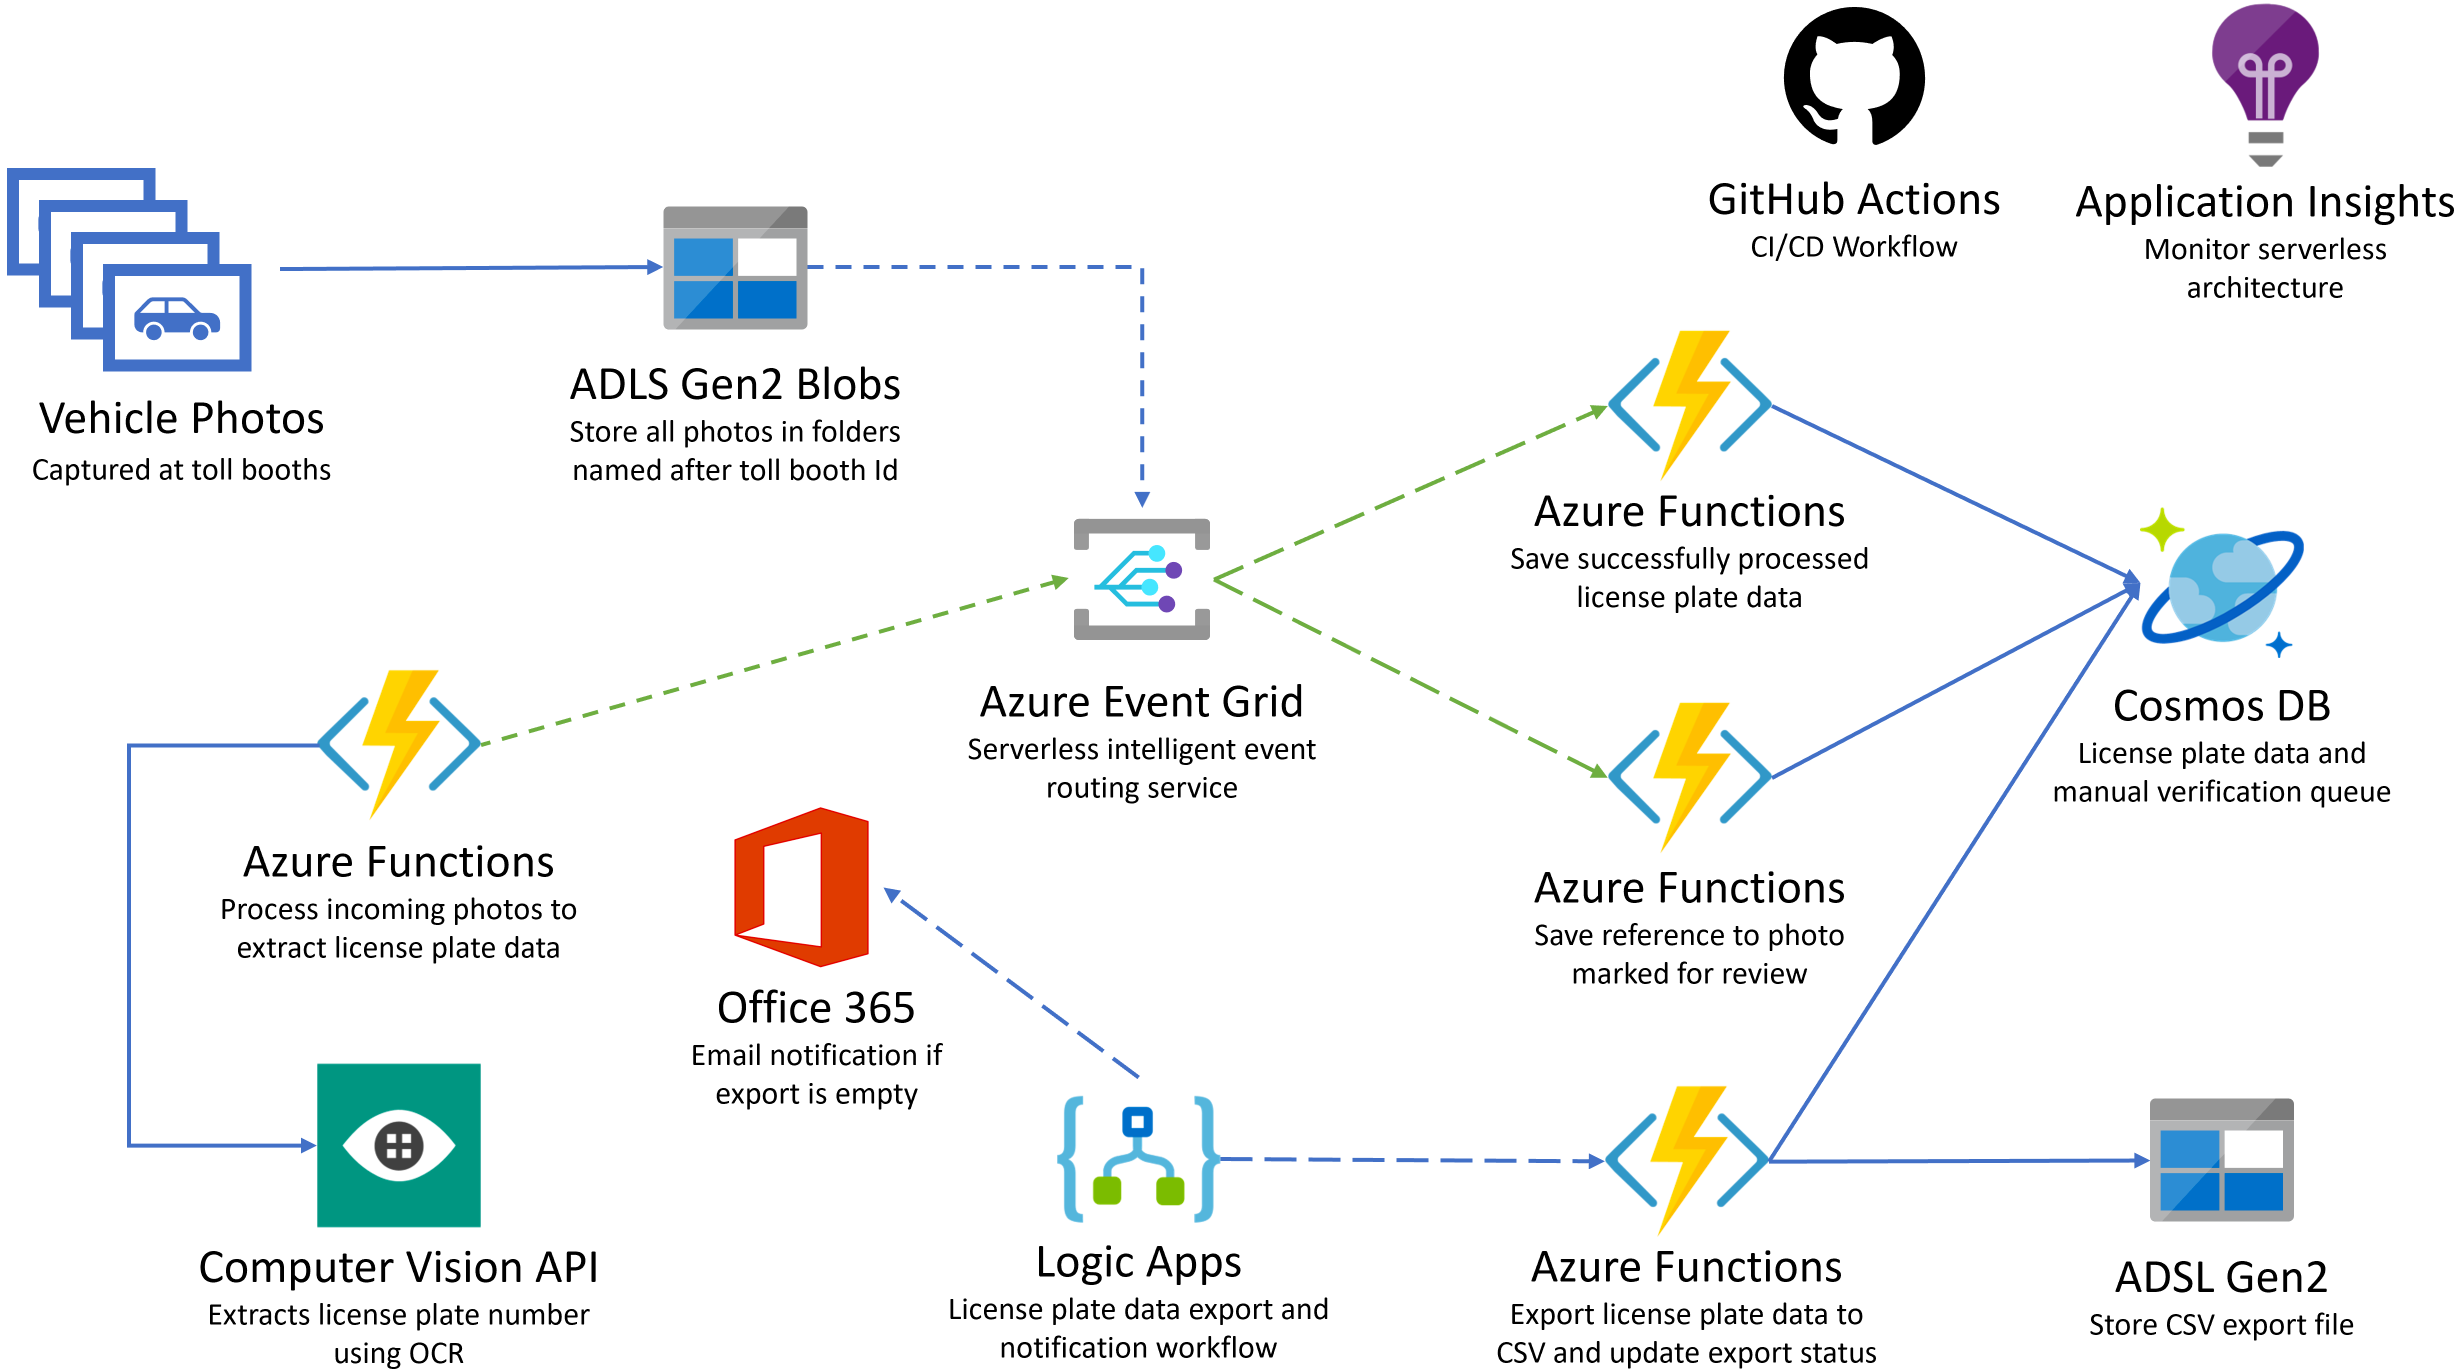 GitHub Actions
CI/CD Workflow
Application Insights
Monitor serverless
architecture
Vehicle Photos
Captured at toll booths
ADLS Gen2 Blobs
Store all photos in folders
named after toll booth Id
Azure Functions
Save successfully processed
license plate data
Azure Event Grid
Serverless intelligent event
routing service
Cosmos DB
License plate data and
manual verification queue
Azure Functions
Process incoming photos to
extract license plate data
Azure Functions
Save reference to photo
marked for review
Office 365
Email notification if
export is empty
Computer Vision API
Extracts license plate number
using OCR
Logic Apps
License plate data export and
notification workflow
Azure Functions
Export license plate data to
CSV and update export status
ADSL Gen2
Store CSV export file